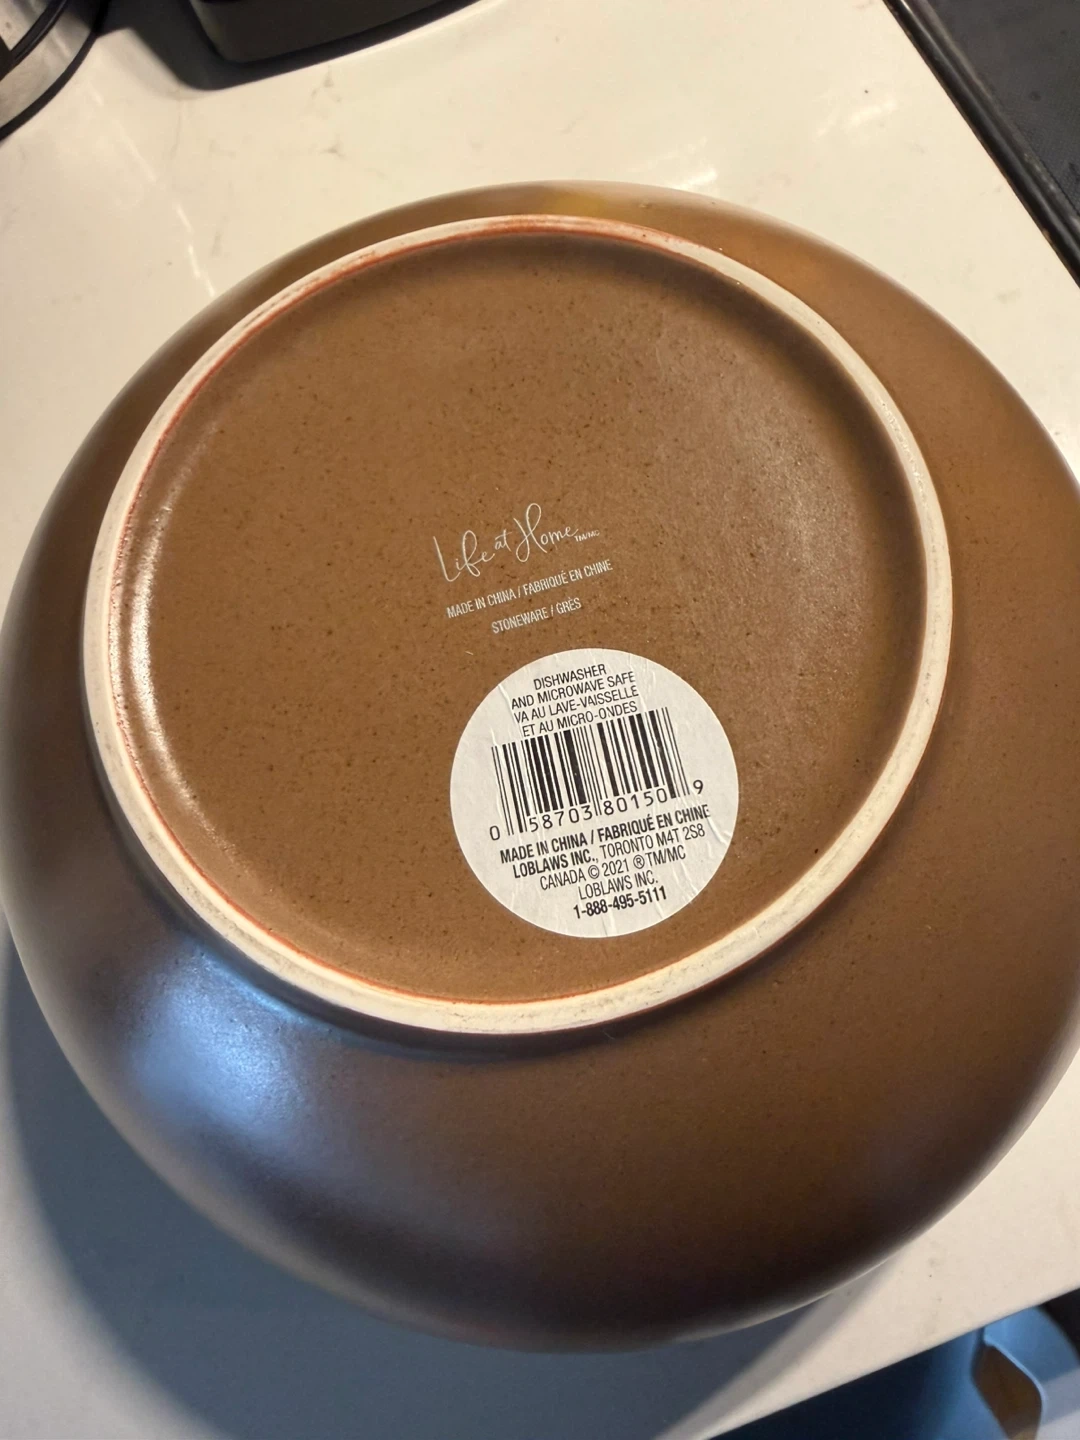 Life at Home TM/MC
MADE IN CHINA / FABRIQUÉ EN CHINE
STONEWARE / GRÈS
DISHWASHER
AND MICROWAVE SAFE
VA AU LAVE-VAISSELLE
ET AU MICRO-ONDES
0 58703 80150 9
MADE IN CHINA / FABRIQUÉ EN CHINE
LOBLAWS INC., TORONTO M4T 2S8
CANADA © 2021 ® TM/MC
LOBLAWS INC.
1-888-495-5111